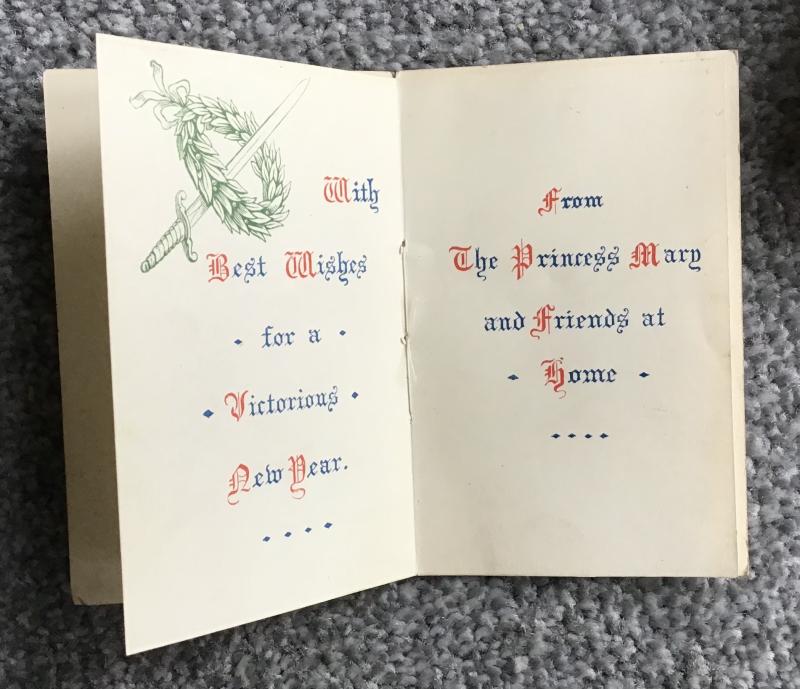 With
Best Wishes
for a
Victorious
New Year.
From
The Princess Mary
and Friends at
Home